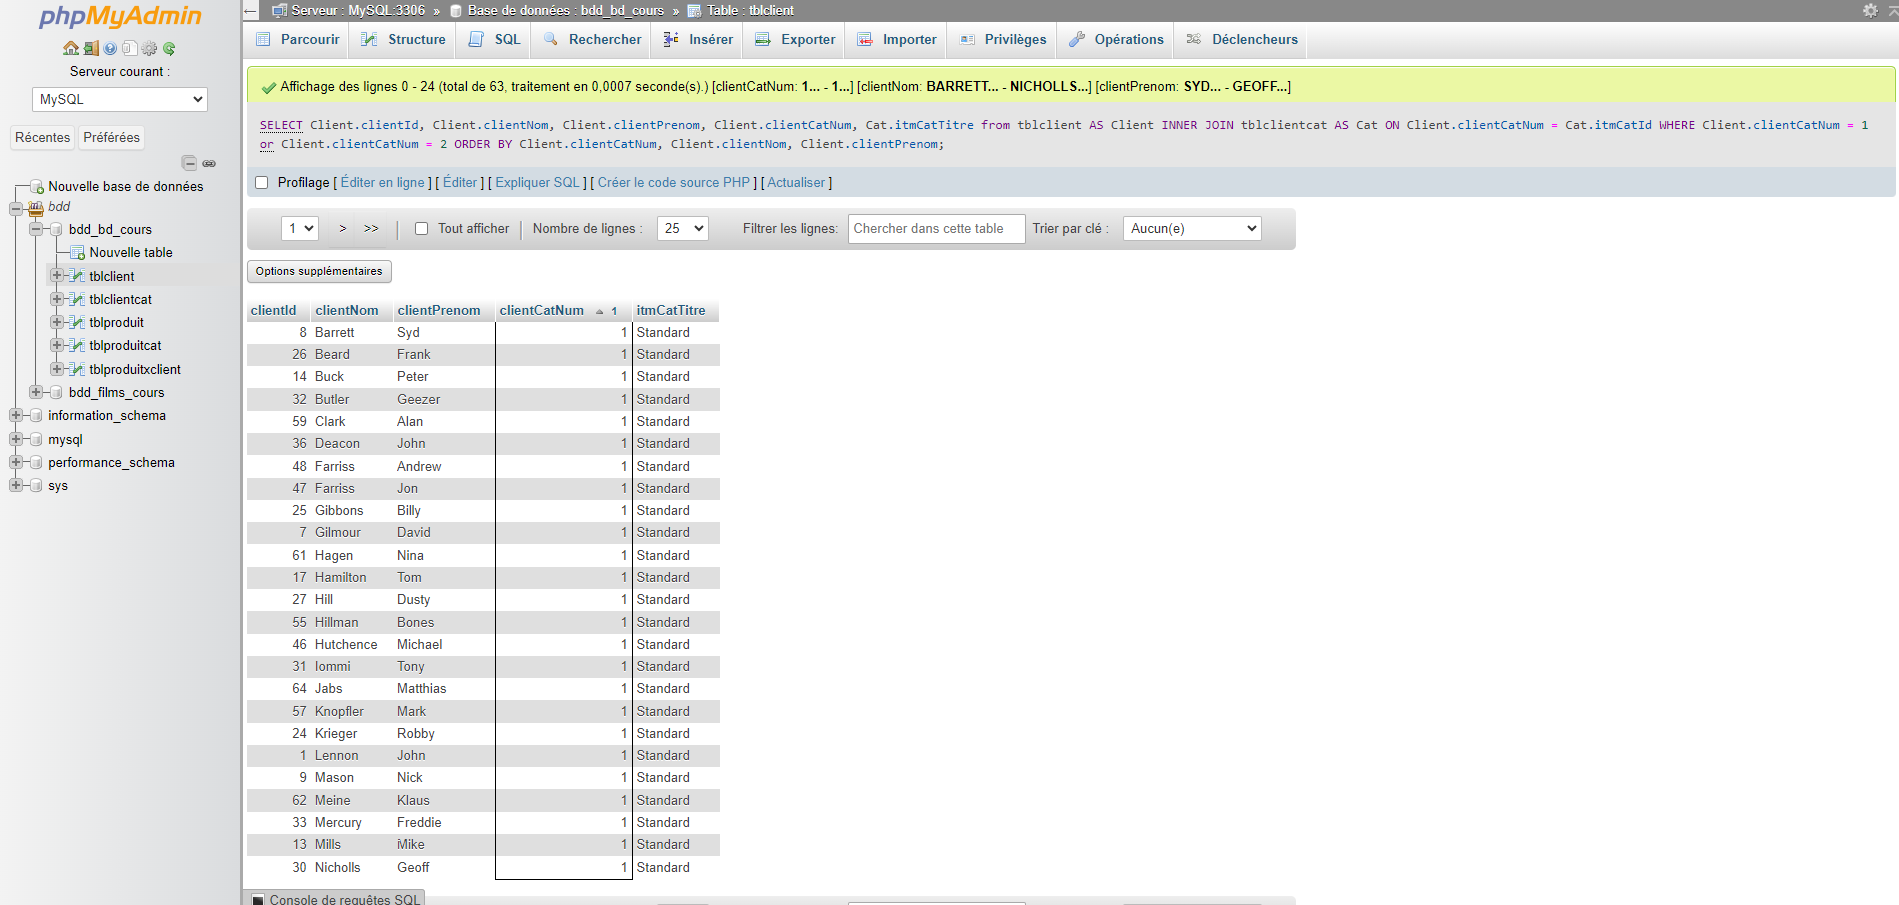 phpMyAdmin
Serveur courant :
MySQL
Récentes Préférées
Nouvelle base de données
bdd
bdd_bd_cours
Nouvelle table
tblclient
tblclientcat
tblproduit
tblproduitcat
tblproduitxclient
bdd_films_cours
information_schema
mysql
performance_schema
sys
Serveur : MySQL:3306 » Base de données : bdd_bd_cours » Table : tblclient
Parcourir Structure SQL Rechercher Insérer Exporter Importer Privilèges Opérations Déclencheurs
Affichage des lignes 0 - 24 (total de 63, traitement en 0,0007 seconde(s).) [clientCatNum: 1... - 1...] [clientNom: BARRETT... - NICHOLLS...] [clientPrenom: SYD... - GEOFF...]
SELECT Client.clientId, Client.clientNom, Client.clientPrenom, Client.clientCatNum, Cat.itmCatTitre from tblclient AS Client INNER JOIN tblclientcat AS Cat ON Client.clientCatNum = Cat.itmCatId WHERE Client.clientCatNum = 1
or Client.clientCatNum = 2 ORDER BY Client.clientCatNum, Client.clientNom, Client.clientPrenom;
Profilage [ Éditer en ligne ] [ Éditer ] [ Expliquer SQL ] [ Créer le code source PHP ] [ Actualiser ]
1 > >> Tout afficher Nombre de lignes : 25 Filtrer les lignes: Chercher dans cette table Trier par clé : Aucun(e)
Options supplémentaires
clientId clientNom clientPrenom clientCatNum 1 itmCatTitre
8 Barrett Syd 1 Standard
26 Beard Frank 1 Standard
14 Buck Peter 1 Standard
32 Butler Geezer 1 Standard
59 Clark Alan 1 Standard
36 Deacon John 1 Standard
48 Farriss Andrew 1 Standard
47 Farriss Jon 1 Standard
25 Gibbons Billy 1 Standard
7 Gilmour David 1 Standard
61 Hagen Nina 1 Standard
17 Hamilton Tom 1 Standard
27 Hill Dusty 1 Standard
55 Hillman Bones 1 Standard
46 Hutchence Michael 1 Standard
31 Iommi Tony 1 Standard
64 Jabs Matthias 1 Standard
57 Knopfler Mark 1 Standard
24 Krieger Robby 1 Standard
1 Lennon John 1 Standard
9 Mason Nick 1 Standard
62 Meine Klaus 1 Standard
33 Mercury Freddie 1 Standard
13 Mills Mike 1 Standard
30 Nicholls Geoff 1 Standard
Console de requêtes SQL